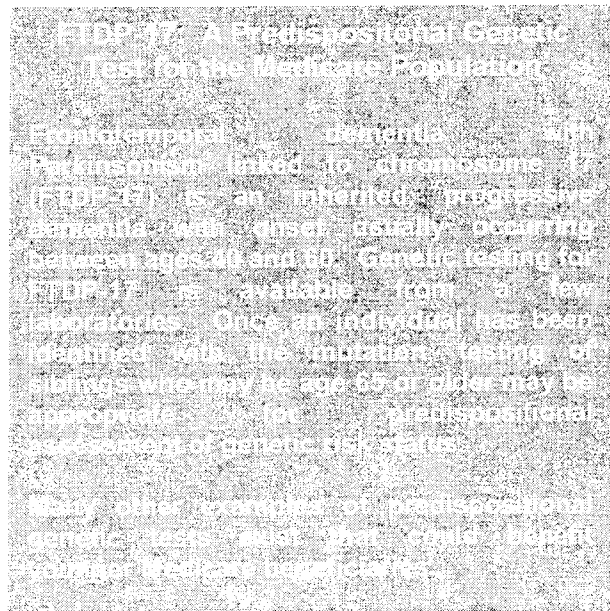 FTDP-17: A Predispositional Genetic
Test for the Medicare Population
Frontotemporal dementia with
Parkinsonism linked to chromosome 17
(FTDP-17) is an inherited progressive
dementia with onset usually occurring
between ages 40 and 60. Genetic testing for
FTDP-17 is available from a few
laboratories. Once an individual has been
identified with the mutation, testing of
siblings who may be age 65 or older may be
appropriate for predispositional
assessment of genetic risk status.
Many other examples of predispositional
genetic tests exist that could benefit